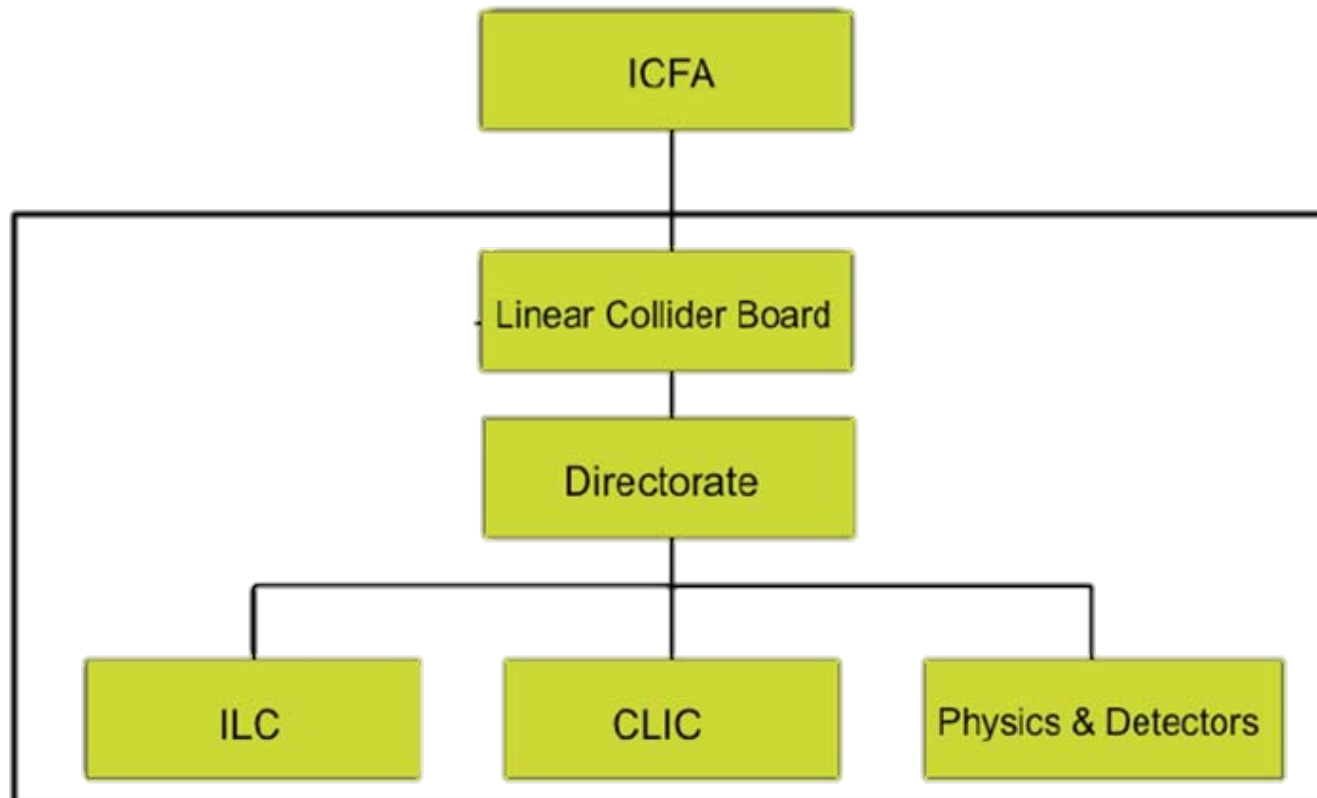 ICFA
Linear Collider Board
Directorate
ILC
CLIC
Physics & Detectors